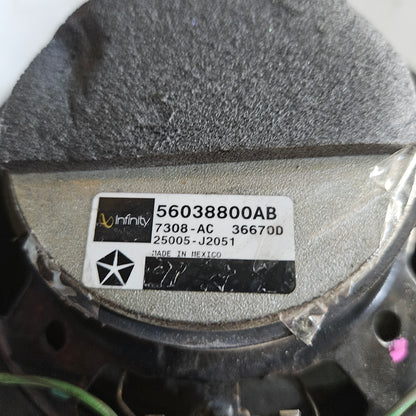 Infinity 56038800AB
7308-AC 36670D
25005-J2051
MADE IN MEXICO